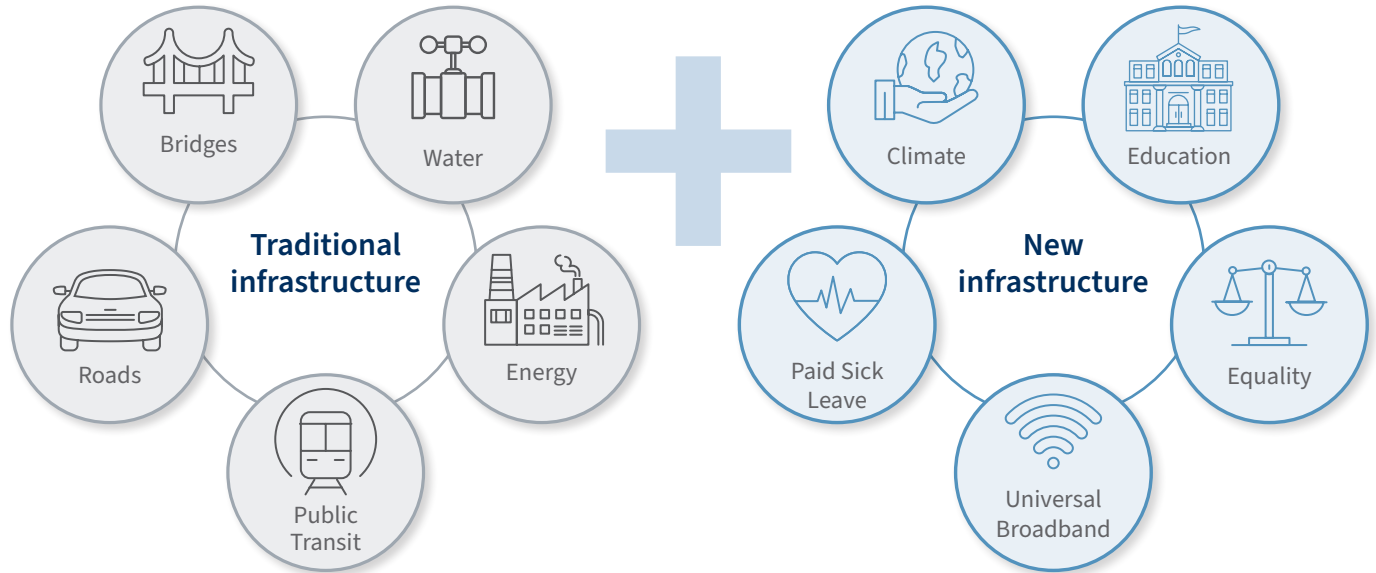 Bridges
Water
Traditional
infrastructure
Roads
Energy
Public
Transit
Climate
Education
New
infrastructure
Paid Sick
Leave
Equality
Universal
Broadband